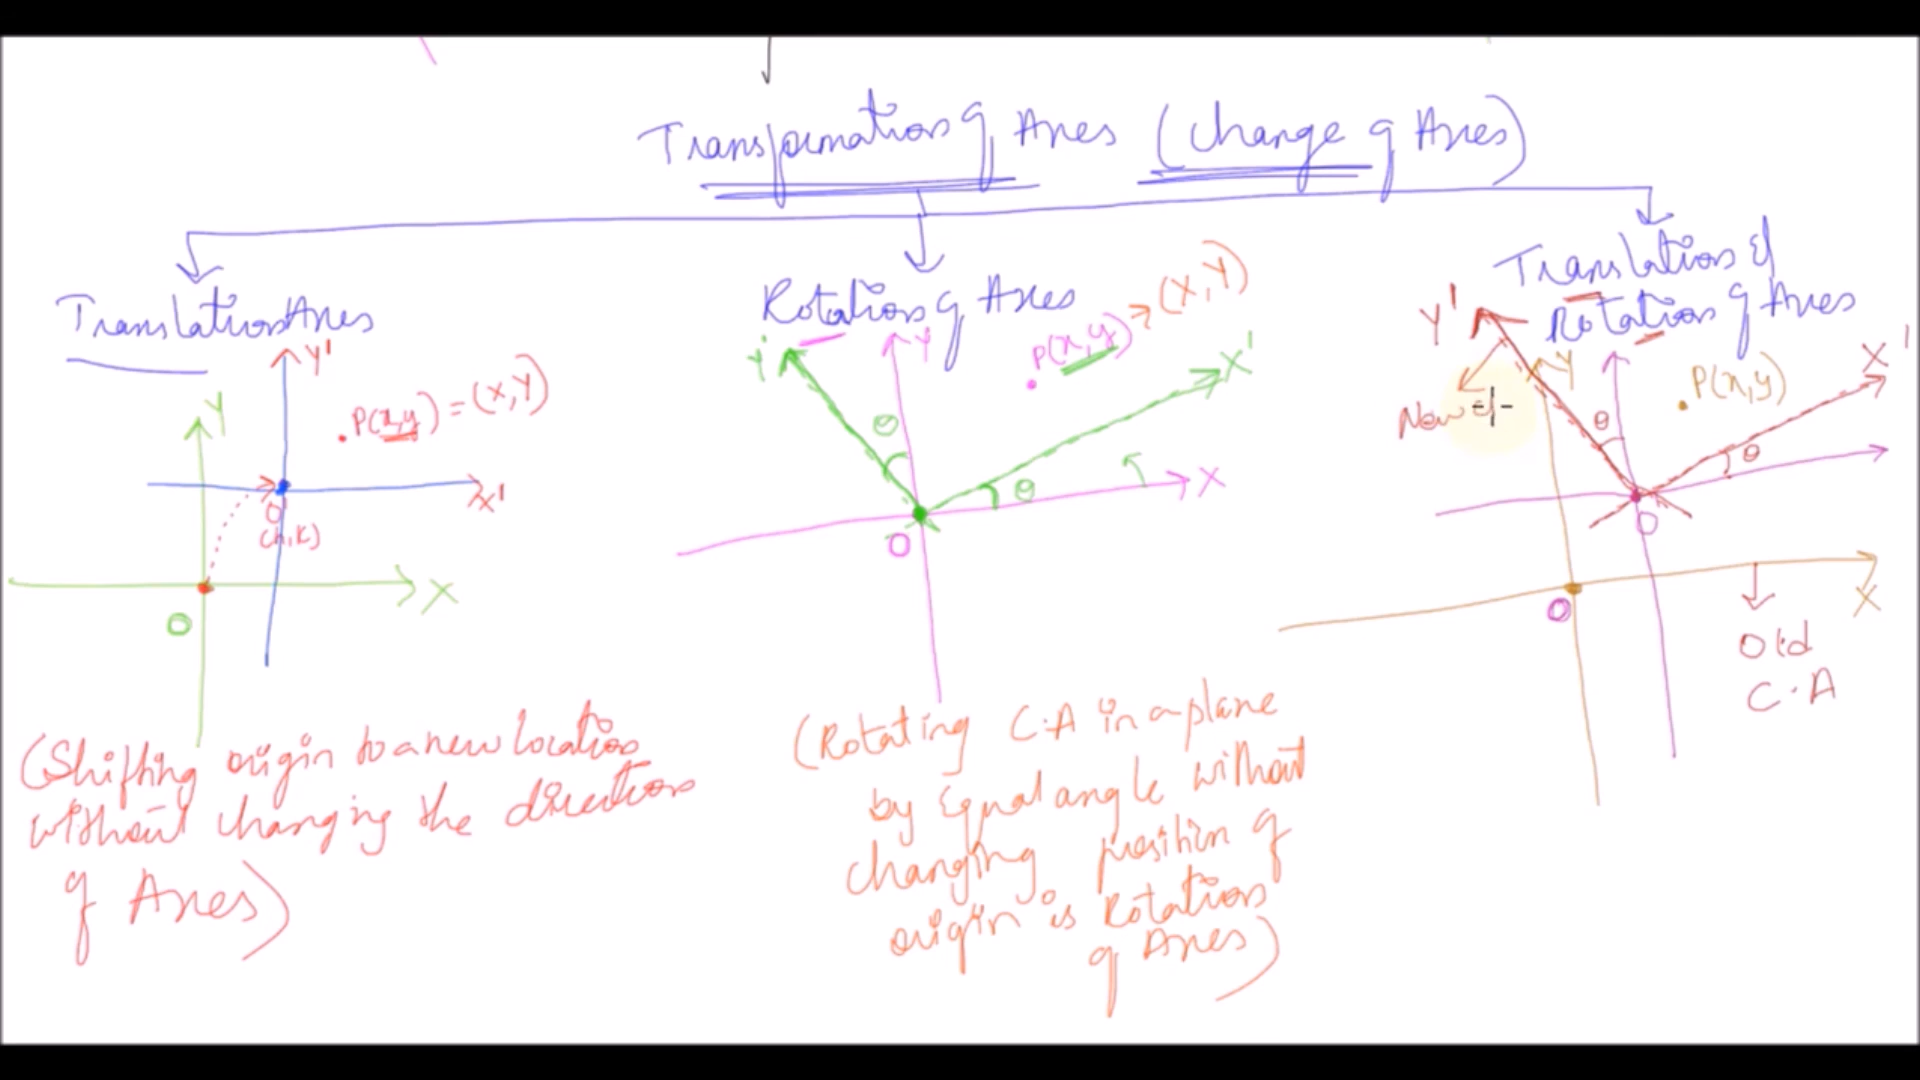 Transformation of Axes (Change of Axes)
Translation Axes
Y'
Y
P(x,y) = (X,Y)
X'
O'
(h,k)
X
O
(Shifting origin to a new location
without changing the direction
of Axes)
Rotation of Axes
P(x,y) → (X,Y)
Y'
Y
X'
θ
θ
X
O
(Rotating C.A in a plane
by Equal angle without
changing position of
origin is Rotation
of Axes)
Translation &
Rotation of Axes
Y'
Y
X'
P(x,y)
New
θ
θ
O
O
X
Old
C.A